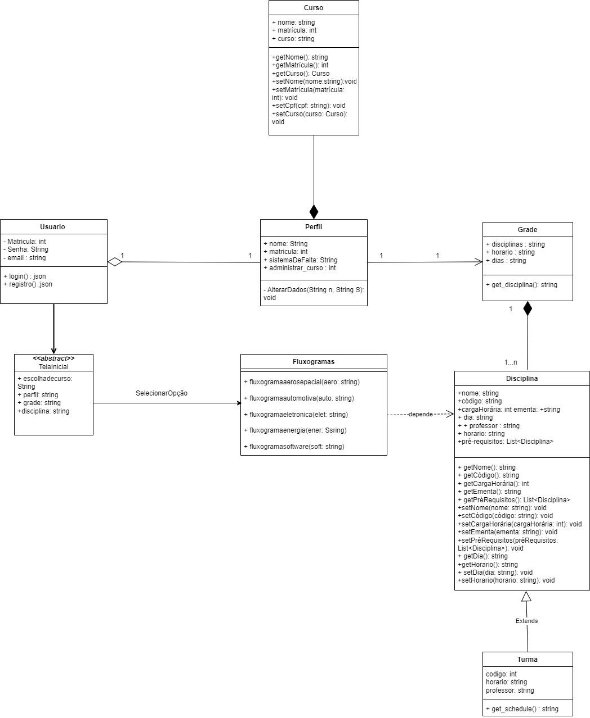 Curso
+ nome: string
+ matrícula: int
+ curso: string
+getNome(): string
+getMatrícula(): int
+getCurso(): Curso
+setNome(nome:string):void
+setMatrícula(matrícula:
int): void
+setCpf(cpf: string): void
+setCurso(curso: Curso):
void
Usuario
- Matricula: int
- Senha: String
- email : string
+ login() : json
+ registro():json
1
1
Perfil
+ nome: String
+ matricula: int
+ sistemaDeFalta: String
+ administrar_curso : int
- AlterarDados(String n, String S):
void
1
1
Grade
+ disciplinas : string
+ horario : string
+ dias : string
+ get_disciplina(): string
1
1...n
<<abstract>>
TelaInicial
+ escolhadecurso:
String
+ perfil: string
+ grade: string
+disciplina: string
SelecionarOpção
Fluxogramas
+ fluxogramaaerosepacial(aero: string)
+ fluxogramaautomotiva(auto: string)
+ fluxogramaeletronica(elet: string)
+ fluxogramaenergia(ener: Ssring)
+ fluxogramasoftware(soft: string)
depende
Disciplina
+nome: string
+código: string
+cargaHorária: int ementa: +string
+ dia: string
+ + professor : string
+ horario: string
+pré-requisitos: List<Disciplina>
+ getNome(): string
+ getCódigo(): string
+ getCargaHorária(): int
+ getEmenta(): string
+ getPréRequisitos(): List<Disciplina>
+setNome(nome: string): void
+setCódigo(código: string): void
+setCargaHorária(cargaHorária: int): void
+setEmenta(ementa: string): void
+setPréRequisitos(préRequisitos:
List<Disciplina>): void
+ getDia(): string
+getHorario(): string
+ setDia(dia: string): void
+setHorario(horario: string): void
Extends
Turma
codigo: int
horario: string
professor: string
+ get_schedule() : string